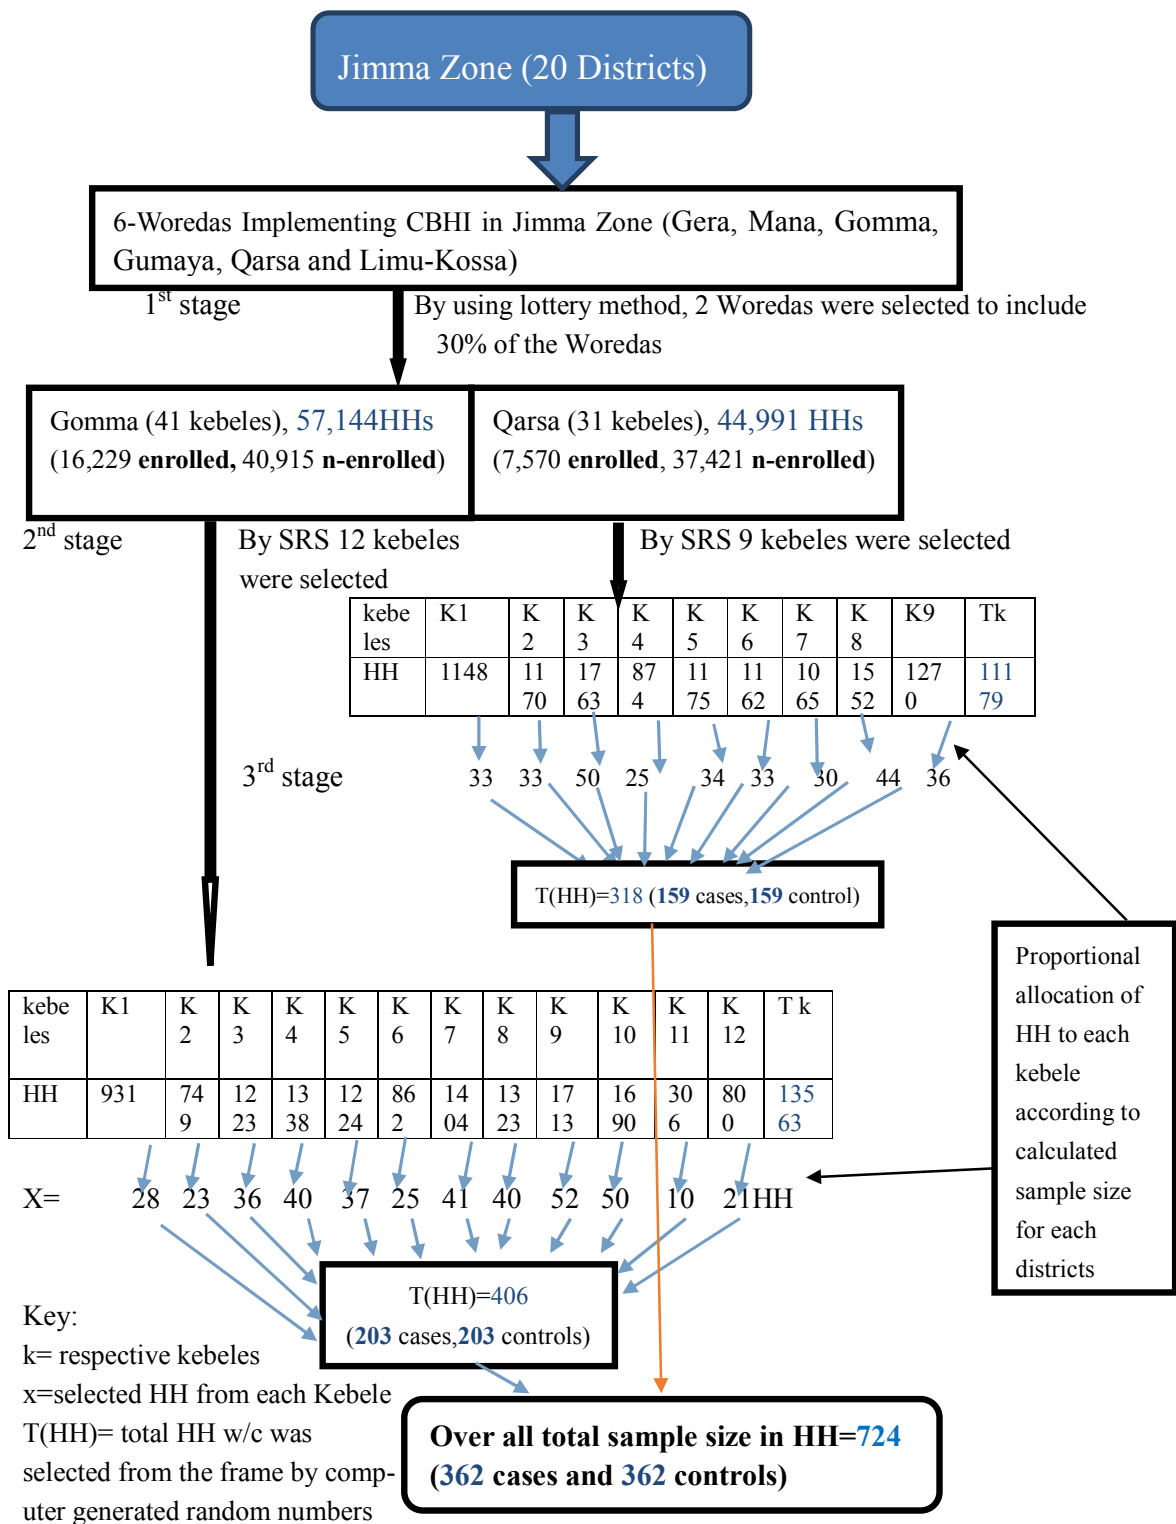 Jimma Zone (20 Districts)
6-Woredas Implementing CBHI in Jimma Zone (Gera, Mana, Gomma,
Gumaya, Qarsa and Limu-Kossa)
1st stage
By using lottery method, 2 Woredas were selected to include
30% of the Woredas
Gomma (41 kebeles), 57,144HHs
(16,229 enrolled, 40,915 n-enrolled)
Qarsa (31 kebeles), 44,991 HHs
(7,570 enrolled, 37,421 n-enrolled)
2nd stage
By SRS 12 kebeles
were selected
By SRS 9 kebeles were selected
kebe K1 K K K K K K K K9 Tk
les 2 3 4 5 6 7 8
HH 1148 11 17 87 11 11 10 15 127 111
70 63 4 75 62 65 52 0 79
3rd stage
33 33 50 25 34 33 30 44 36
T(HH)=318 (159 cases,159 control)
Proportional
allocation of
HH to each
kebele
according to
calculated
sample size
for each
districts
kebe K1 K K K K K K K K K K K T k
les 2 3 4 5 6 7 8 9 10 11 12
HH 931 74 12 13 12 86 14 13 17 16 30 80 135
9 23 38 24 2 04 23 13 90 6 0 63
X= 28 23 36 40 37 25 41 40 52 50 10 21HH
T(HH)=406
(203 cases,203 controls)
Key:
k= respective kebeles
x=selected HH from each Kebele
T(HH)= total HH w/c was
selected from the frame by comp-
uter generated random numbers
Over all total sample size in HH=724
(362 cases and 362 controls)